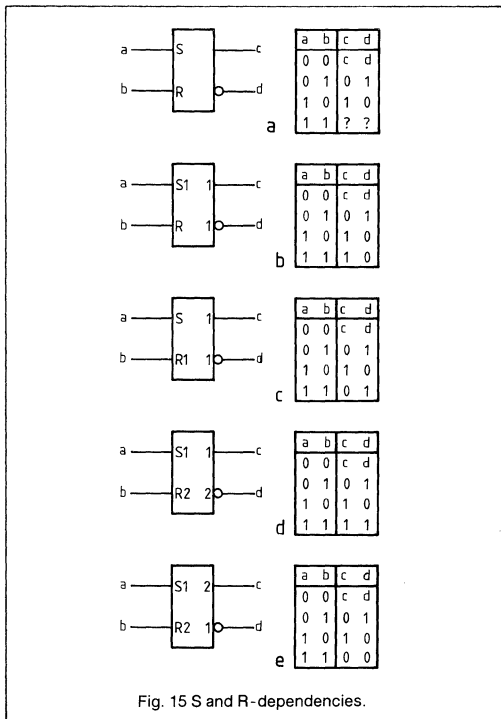 a S c
b R d
a
a b c d
0 0 c d
0 1 0 1
1 0 1 0
1 1 ? ?
a S1 1 c
b R 1 d
b
a b c d
0 0 c d
0 1 0 1
1 0 1 0
1 1 1 0
a S 1 c
b R1 1 d
c
a b c d
0 0 c d
0 1 0 1
1 0 1 0
1 1 0 1
a S1 1 c
b R2 2 d
d
a b c d
0 0 c d
0 1 0 1
1 0 1 0
1 1 1 1
a S1 2 c
b R2 1 d
e
a b c d
0 0 c d
0 1 0 1
1 0 1 0
1 1 0 0
Fig. 15 S and R-dependencies.